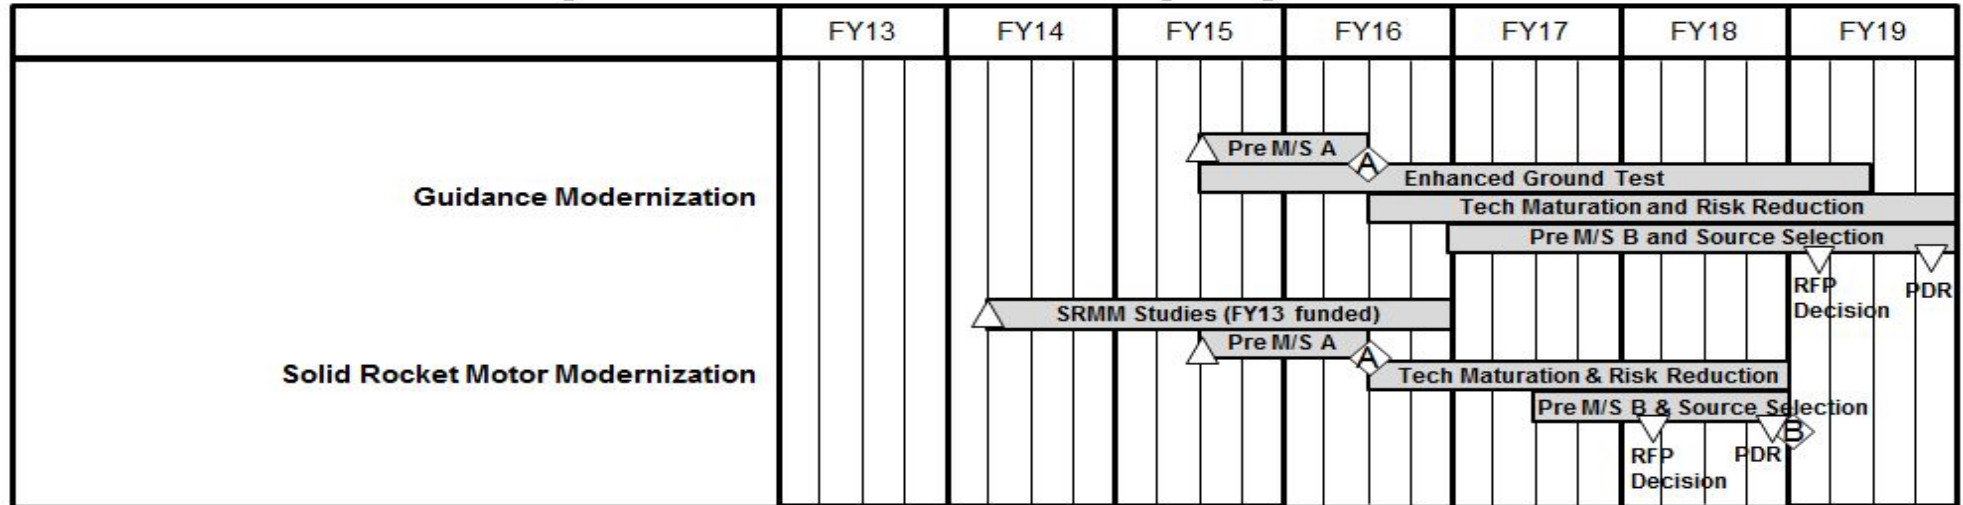 FY13 FY14 FY15 FY16 FY17 FY18 FY19
Pre M/S A
A
Enhanced Ground Test
Guidance Modernization
Tech Maturation and Risk Reduction
Pre M/S B and Source Selection
RFP
Decision
PDR
SRMM Studies (FY13 funded)
Pre M/S A
A
Solid Rocket Motor Modernization
Tech Maturation & Risk Reduction
Pre M/S B & Source Selection
B
RFP
Decision
PDR